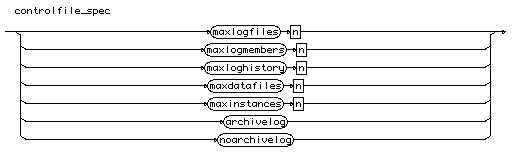 controlfile_spec
maxlogfiles n
maxlogmembers n
maxloghistory n
maxdatafiles n
maxinstances n
archivelog
noarchivelog